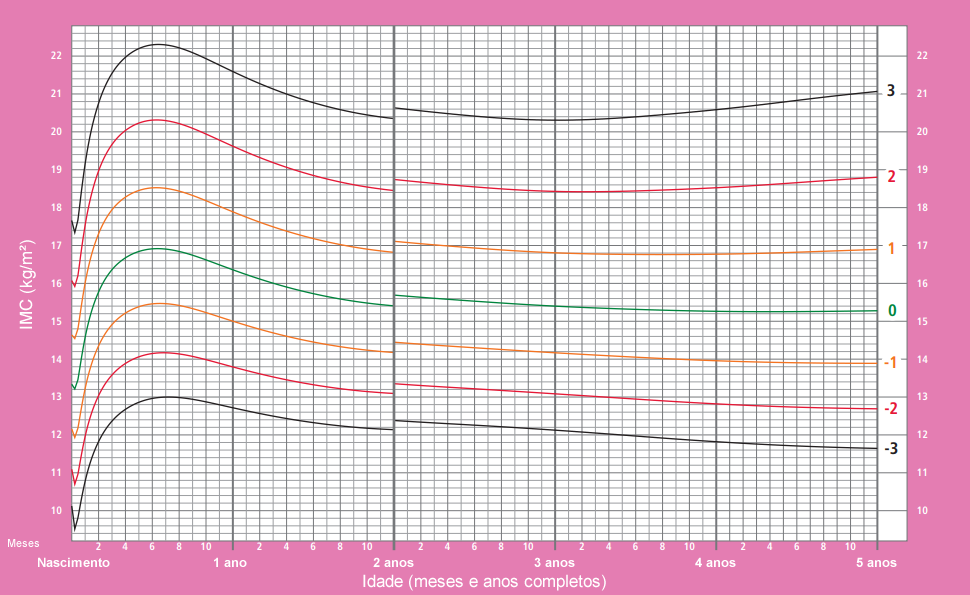 22 22
21 3 21
20 20
19 2 19
18 18
17 1 17
16 16
0
15 15
14 -1 14
13 -2 13
12 -3 12
11 11
10 10
IMC (kg/m²)
Meses 2 4 6 8 10 2 4 6 8 10 2 4 6 8 10 2 4 6 8 10 2 4 6 8 10
Nascimento 1 ano 2 anos 3 anos 4 anos 5 anos
Idade (meses e anos completos)